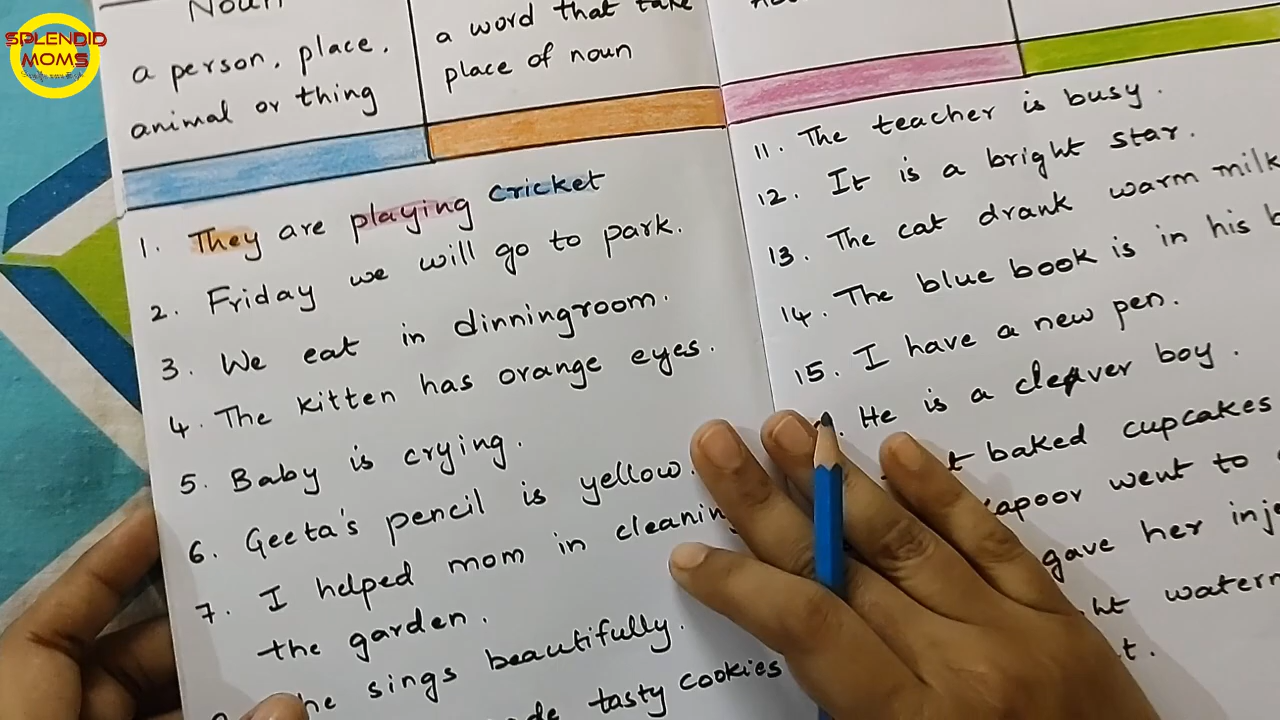 SPLENDID
MOMS
Noun
a person, place,
animal or thing
a word that take
place of noun
1. They are playing cricket
2. Friday we will go to park.
3. We eat in dinningroom.
4. The kitten has orange eyes.
5. Baby is crying.
6. Geeta's pencil is yellow.
7. I helped mom in cleaning
the garden.
sings beautifully.
tasty cookies
11. The teacher is busy.
12. It is a bright star.
13. The cat drank warm milk
14. The blue book is in his
15. I have a new pen.
He is a cleaver boy.
baked cupcakes
went to
gave her